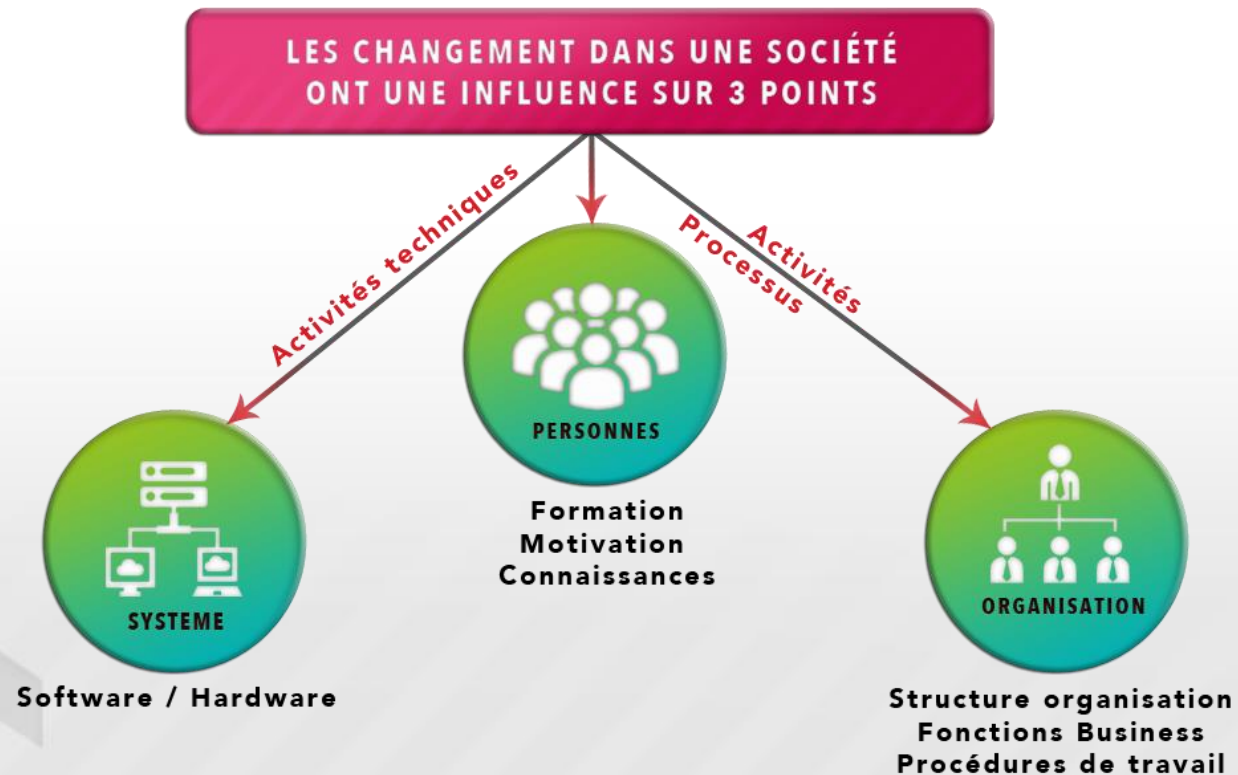 LES CHANGEMENT DANS UNE SOCIÉTÉ
ONT UNE INFLUENCE SUR 3 POINTS
Activités techniques
Activités
Processus
PERSONNES
Formation
Motivation
Connaissances
SYSTEME
Software / Hardware
ORGANISATION
Structure organisation
Fonctions Business
Procédures de travail